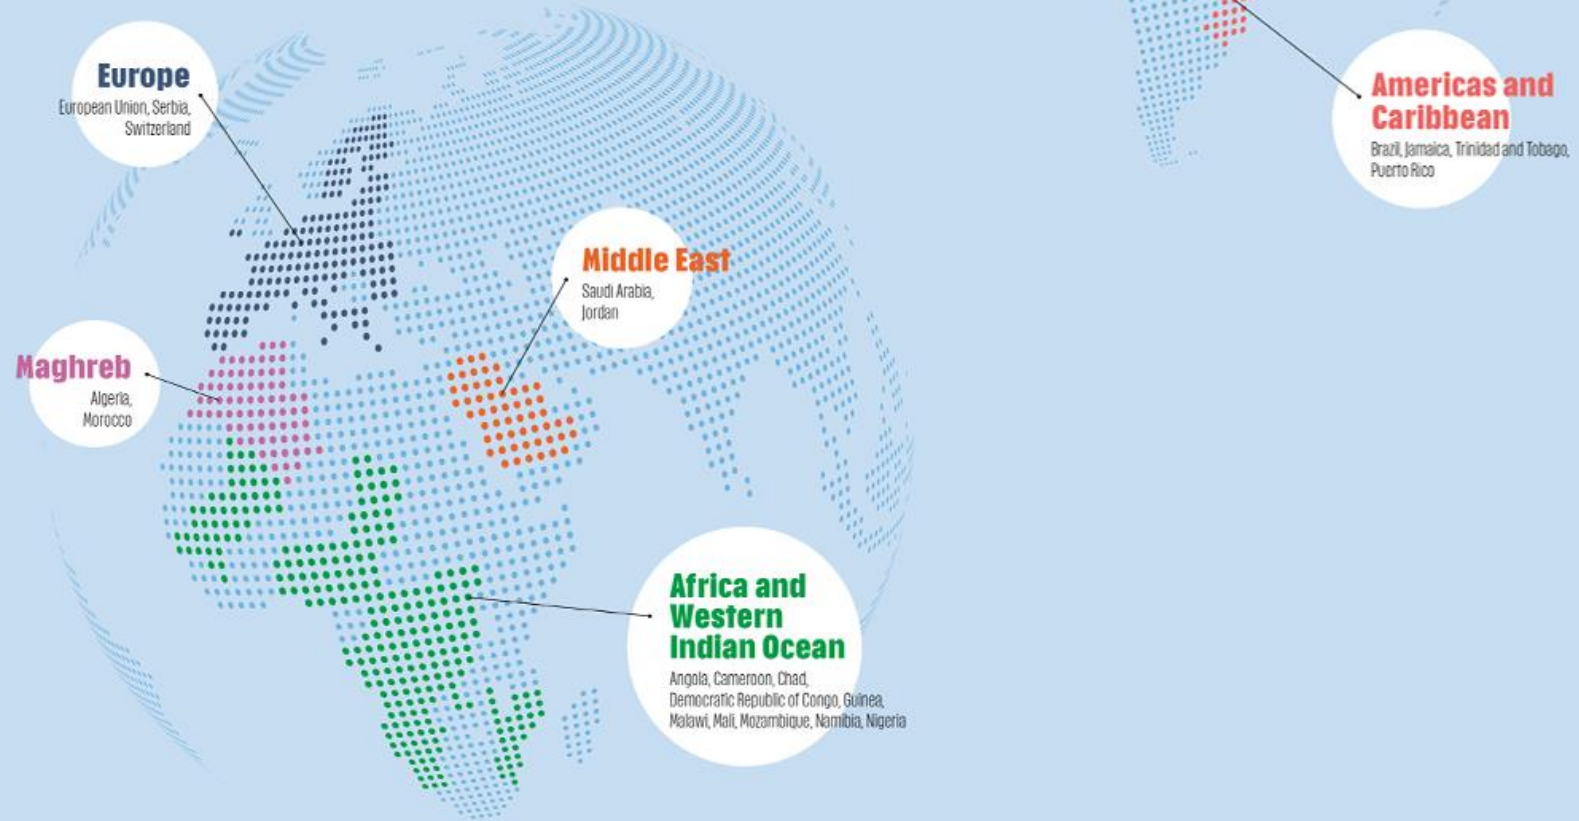 Europe
European Union, Serbia,
Switzerland
Americas and
Caribbean
Brazil, Jamaica, Trinidad and Tobago,
Puerto Rico
Middle East
Saudi Arabia,
Jordan
Maghreb
Algeria,
Morocco
Africa and
Western
Indian Ocean
Angola, Cameroon, Chad,
Democratic Republic of Congo, Guinea,
Malawi, Mali, Mozambique, Namibia, Nigeria